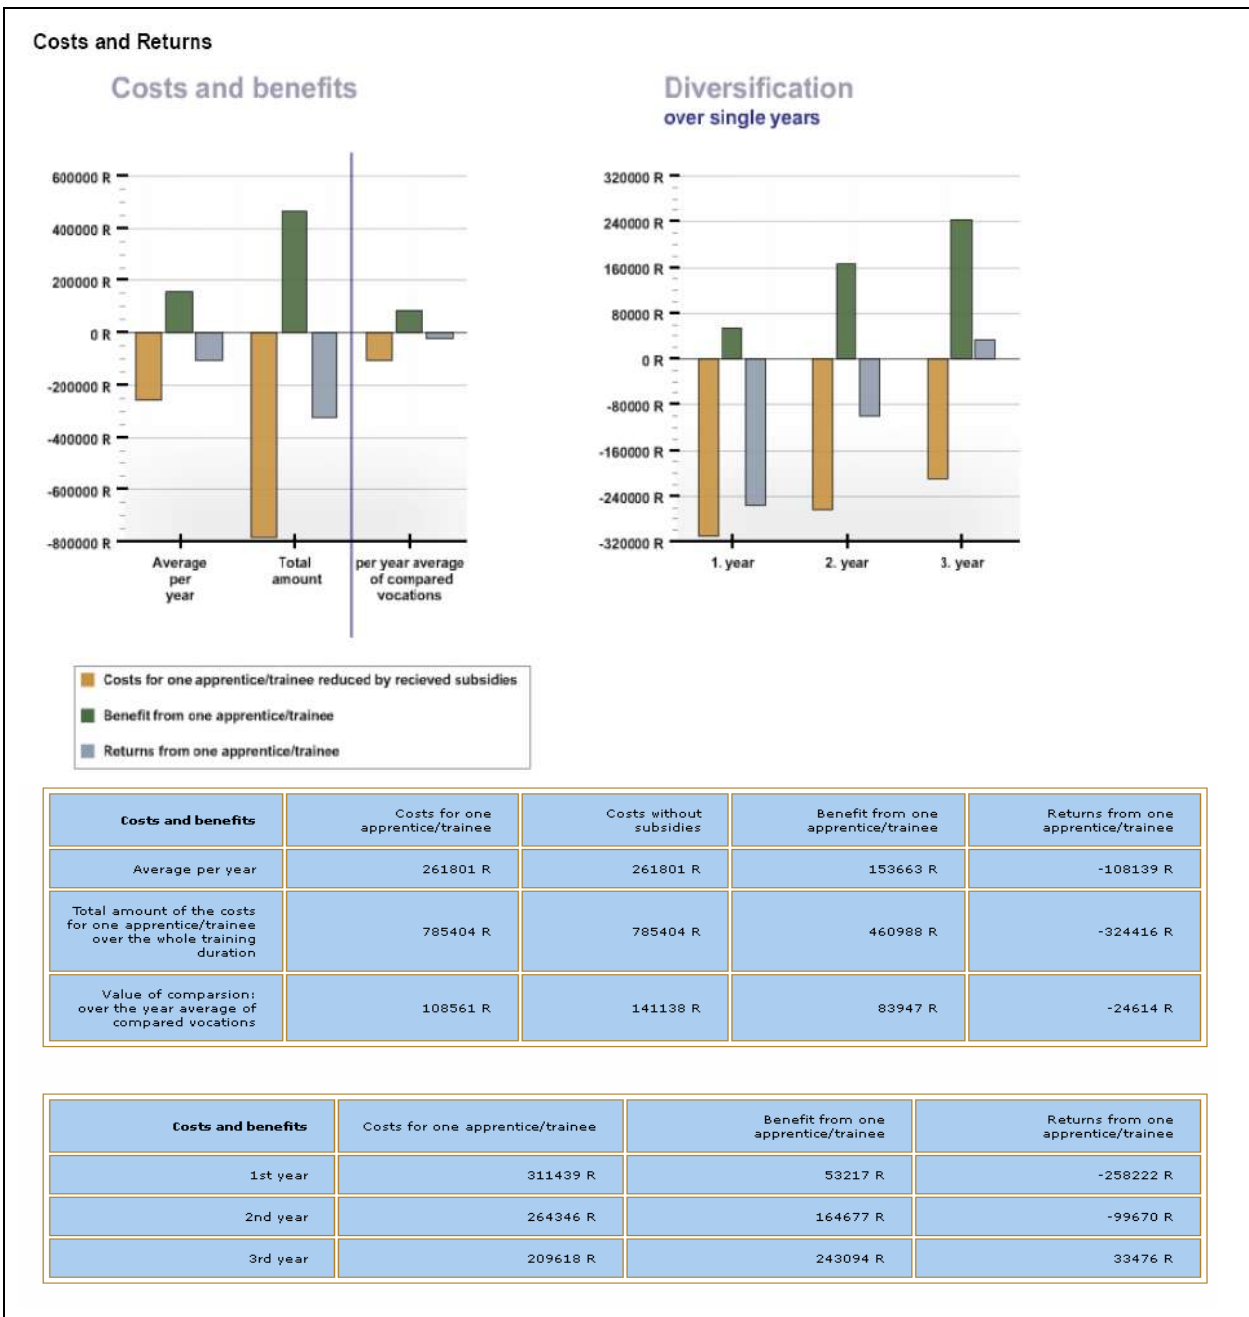 Costs and Returns
Costs and benefits
600000 R
400000 R
200000 R
0 R
-200000 R
-400000 R
-600000 R
-800000 R
Average
per
year
Total
amount
per year average
of compared
vocations
Diversification
over single years
320000 R
240000 R
160000 R
80000 R
0 R
-80000 R
-160000 R
-240000 R
-320000 R
1. year
2. year
3. year
Costs for one apprentice/trainee reduced by recieved subsidies
Benefit from one apprentice/trainee
Returns from one apprentice/trainee
Costs and benefits
Costs for one
apprentice/trainee
Costs without
subsidies
Benefit from one
apprentice/trainee
Returns from one
apprentice/trainee
Average per year
261801 R
261801 R
153663 R
-108139 R
Total amount of the costs
for one apprentice/trainee
over the whole training
duration
785404 R
785404 R
460988 R
-324416 R
Value of comparsion:
over the year average of
compared vocations
108561 R
141138 R
83947 R
-24614 R
Costs and benefits
Costs for one apprentice/trainee
Benefit from one
apprentice/trainee
Returns from one
apprentice/trainee
1st year
311439 R
53217 R
-258222 R
2nd year
264346 R
164677 R
-99670 R
3rd year
209618 R
243094 R
33476 R